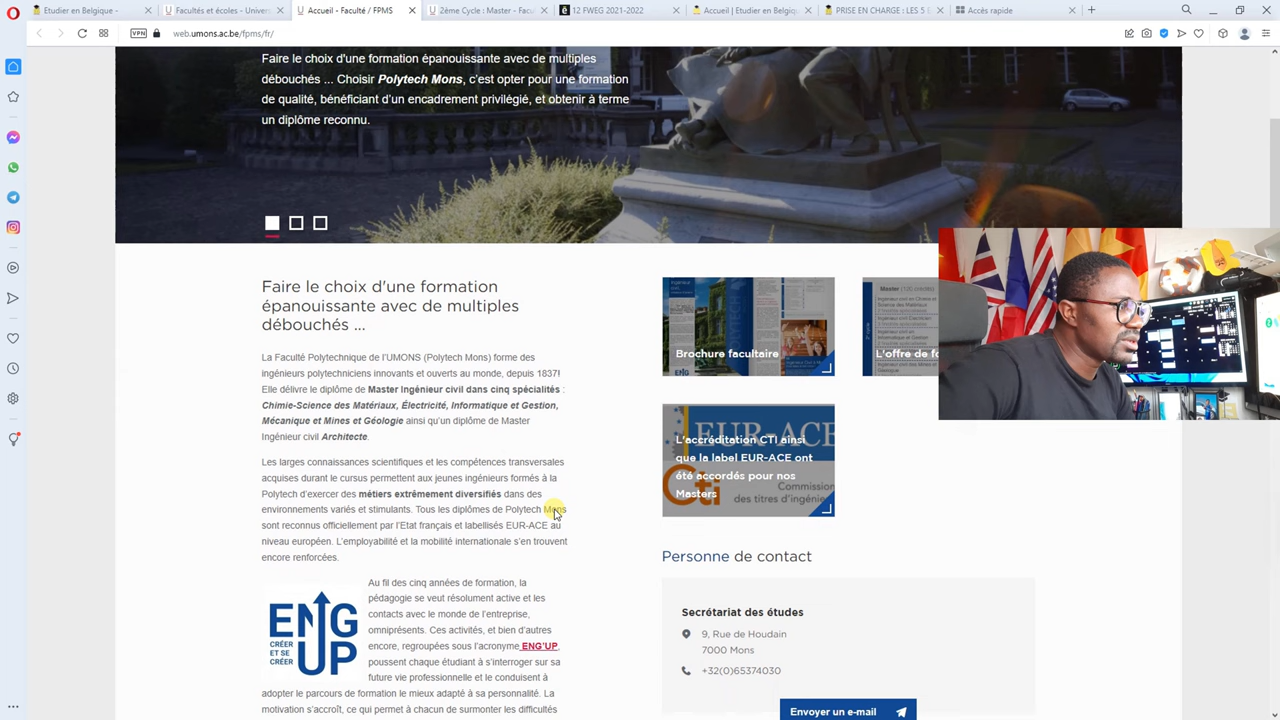 Etudier en Belgique -
Facultés et écoles - Univers
Accueil - Faculté / FPMS
2ème Cycle : Master - Facu
12 FWEG 2021-2022
Accueil | Etudier en Belgiqu
PRISE EN CHARGE : LES 5 E
Accès rapide
VPN
web.umons.ac.be/fpms/fr/
Faire le choix d'une formation épanouissante avec de multiples
débouchés ... Choisir Polytech Mons, c'est opter pour une formation
de qualité, bénéficiant d'un encadrement privilégié, et obtenir à terme
un diplôme reconnu.
Faire le choix d'une formation
épanouissante avec de multiples
débouchés ...
La Faculté Polytechnique de l'UMONS (Polytech Mons) forme des
ingénieurs polytechniciens innovants et ouverts au monde, depuis 1837!
Elle délivre le diplôme de Master Ingénieur civil dans cinq spécialités :
Chimie-Science des Matériaux, Électricité, Informatique et Gestion,
Mécanique et Mines et Géologie ainsi qu'un diplôme de Master
Ingénieur civil Architecte.
Les larges connaissances scientifiques et les compétences transversales
acquises durant le cursus permettent aux jeunes ingénieurs formés à la
Polytech d'exercer des métiers extrêmement diversifiés dans des
environnements variés et stimulants. Tous les diplômes de Polytech Mons
sont reconnus officiellement par l'Etat français et labellisés EUR-ACE au
niveau européen. L'employabilité et la mobilité internationale s'en trouvent
encore renforcées.
ENG
CRÉER
ET SE
CRÉER
UP
Au fil des cinq années de formation, la
pédagogie se veut résolument active et les
contacts avec le monde de l'entreprise,
omniprésents. Ces activités, et bien d'autres
encore, regroupées sous l'acronyme ENG'UP,
poussent chaque étudiant à s'interroger sur sa
future vie professionnelle et le conduisent à
adopter le parcours de formation le mieux adapté à sa personnalité. La
motivation s'accroît, ce qui permet à chacun de surmonter les difficultés
Brochure facultaire
Master (120 crédits)
L'offre de fo
EUR-ACE
L'accréditation CTI ainsi
que la label EUR-ACE ont
été accordés pour nos
Masters
Cti
Commission
des titres d'ingénie
Personne de contact
Secrétariat des études
9, Rue de Houdain
7000 Mons
+32(0)65374030
Envoyer un e-mail